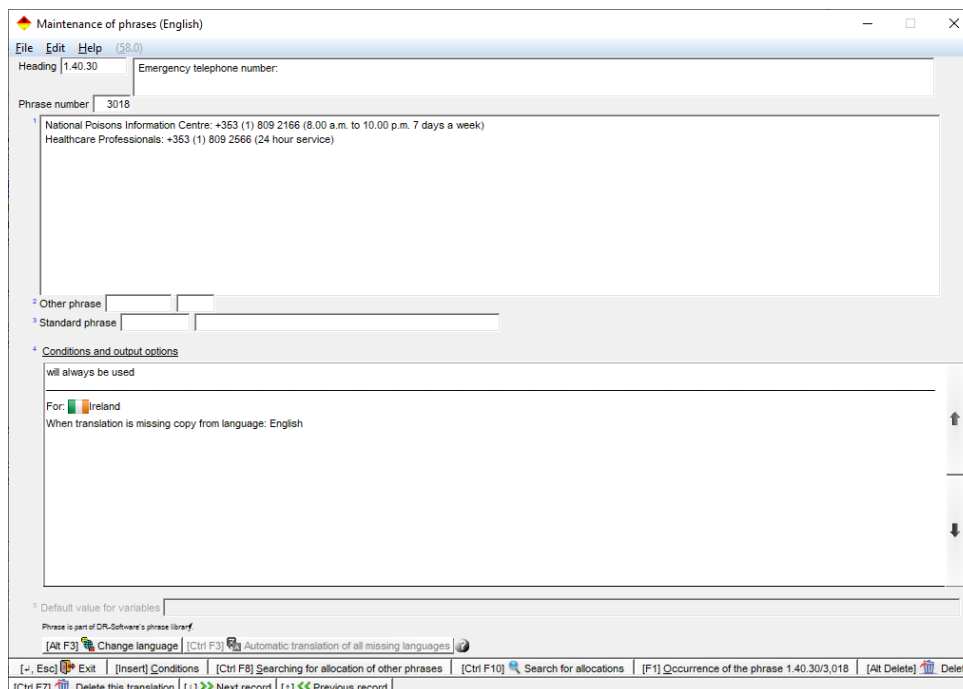 Maintenance of phrases (English)
File Edit Help (58.0)
Heading 1.40.30 Emergency telephone number:
Phrase number 3018
1
National Poisons Information Centre: +353 (1) 809 2166 (8.00 a.m. to 10.00 p.m. 7 days a week)
Healthcare Professionals: +353 (1) 809 2566 (24 hour service)
2 Other phrase
3 Standard phrase
4 Conditions and output options
will always be used
For: Ireland
When translation is missing copy from language: English
5 Default value for variables
Phrase is part of DR-Software's phrase library.
[Alt F3] Change language [Ctrl F3] Automatic translation of all missing languages
[↵, Esc] Exit [Insert] Conditions [Ctrl F8] Searching for allocation of other phrases [Ctrl F10] Search for allocations [F1] Occurrence of the phrase 1.40.30/3,018 [Alt Delete] Delet
[Ctrl F7] Delete this translation [↓] Next record [↑] Previous record